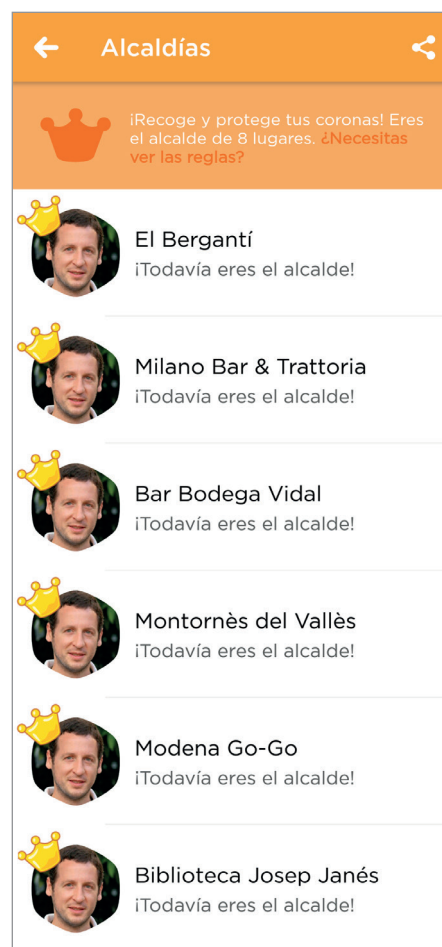 Alcaldías
¡Recoge y protege tus coronas! Eres
el alcalde de 8 lugares. ¿Necesitas
ver las reglas?
El Bergantí
¡Todavía eres el alcalde!
Milano Bar & Trattoria
¡Todavía eres el alcalde!
Bar Bodega Vidal
¡Todavía eres el alcalde!
Montornès del Vallès
¡Todavía eres el alcalde!
Modena Go-Go
¡Todavía eres el alcalde!
Biblioteca Josep Janés
¡Todavía eres el alcalde!